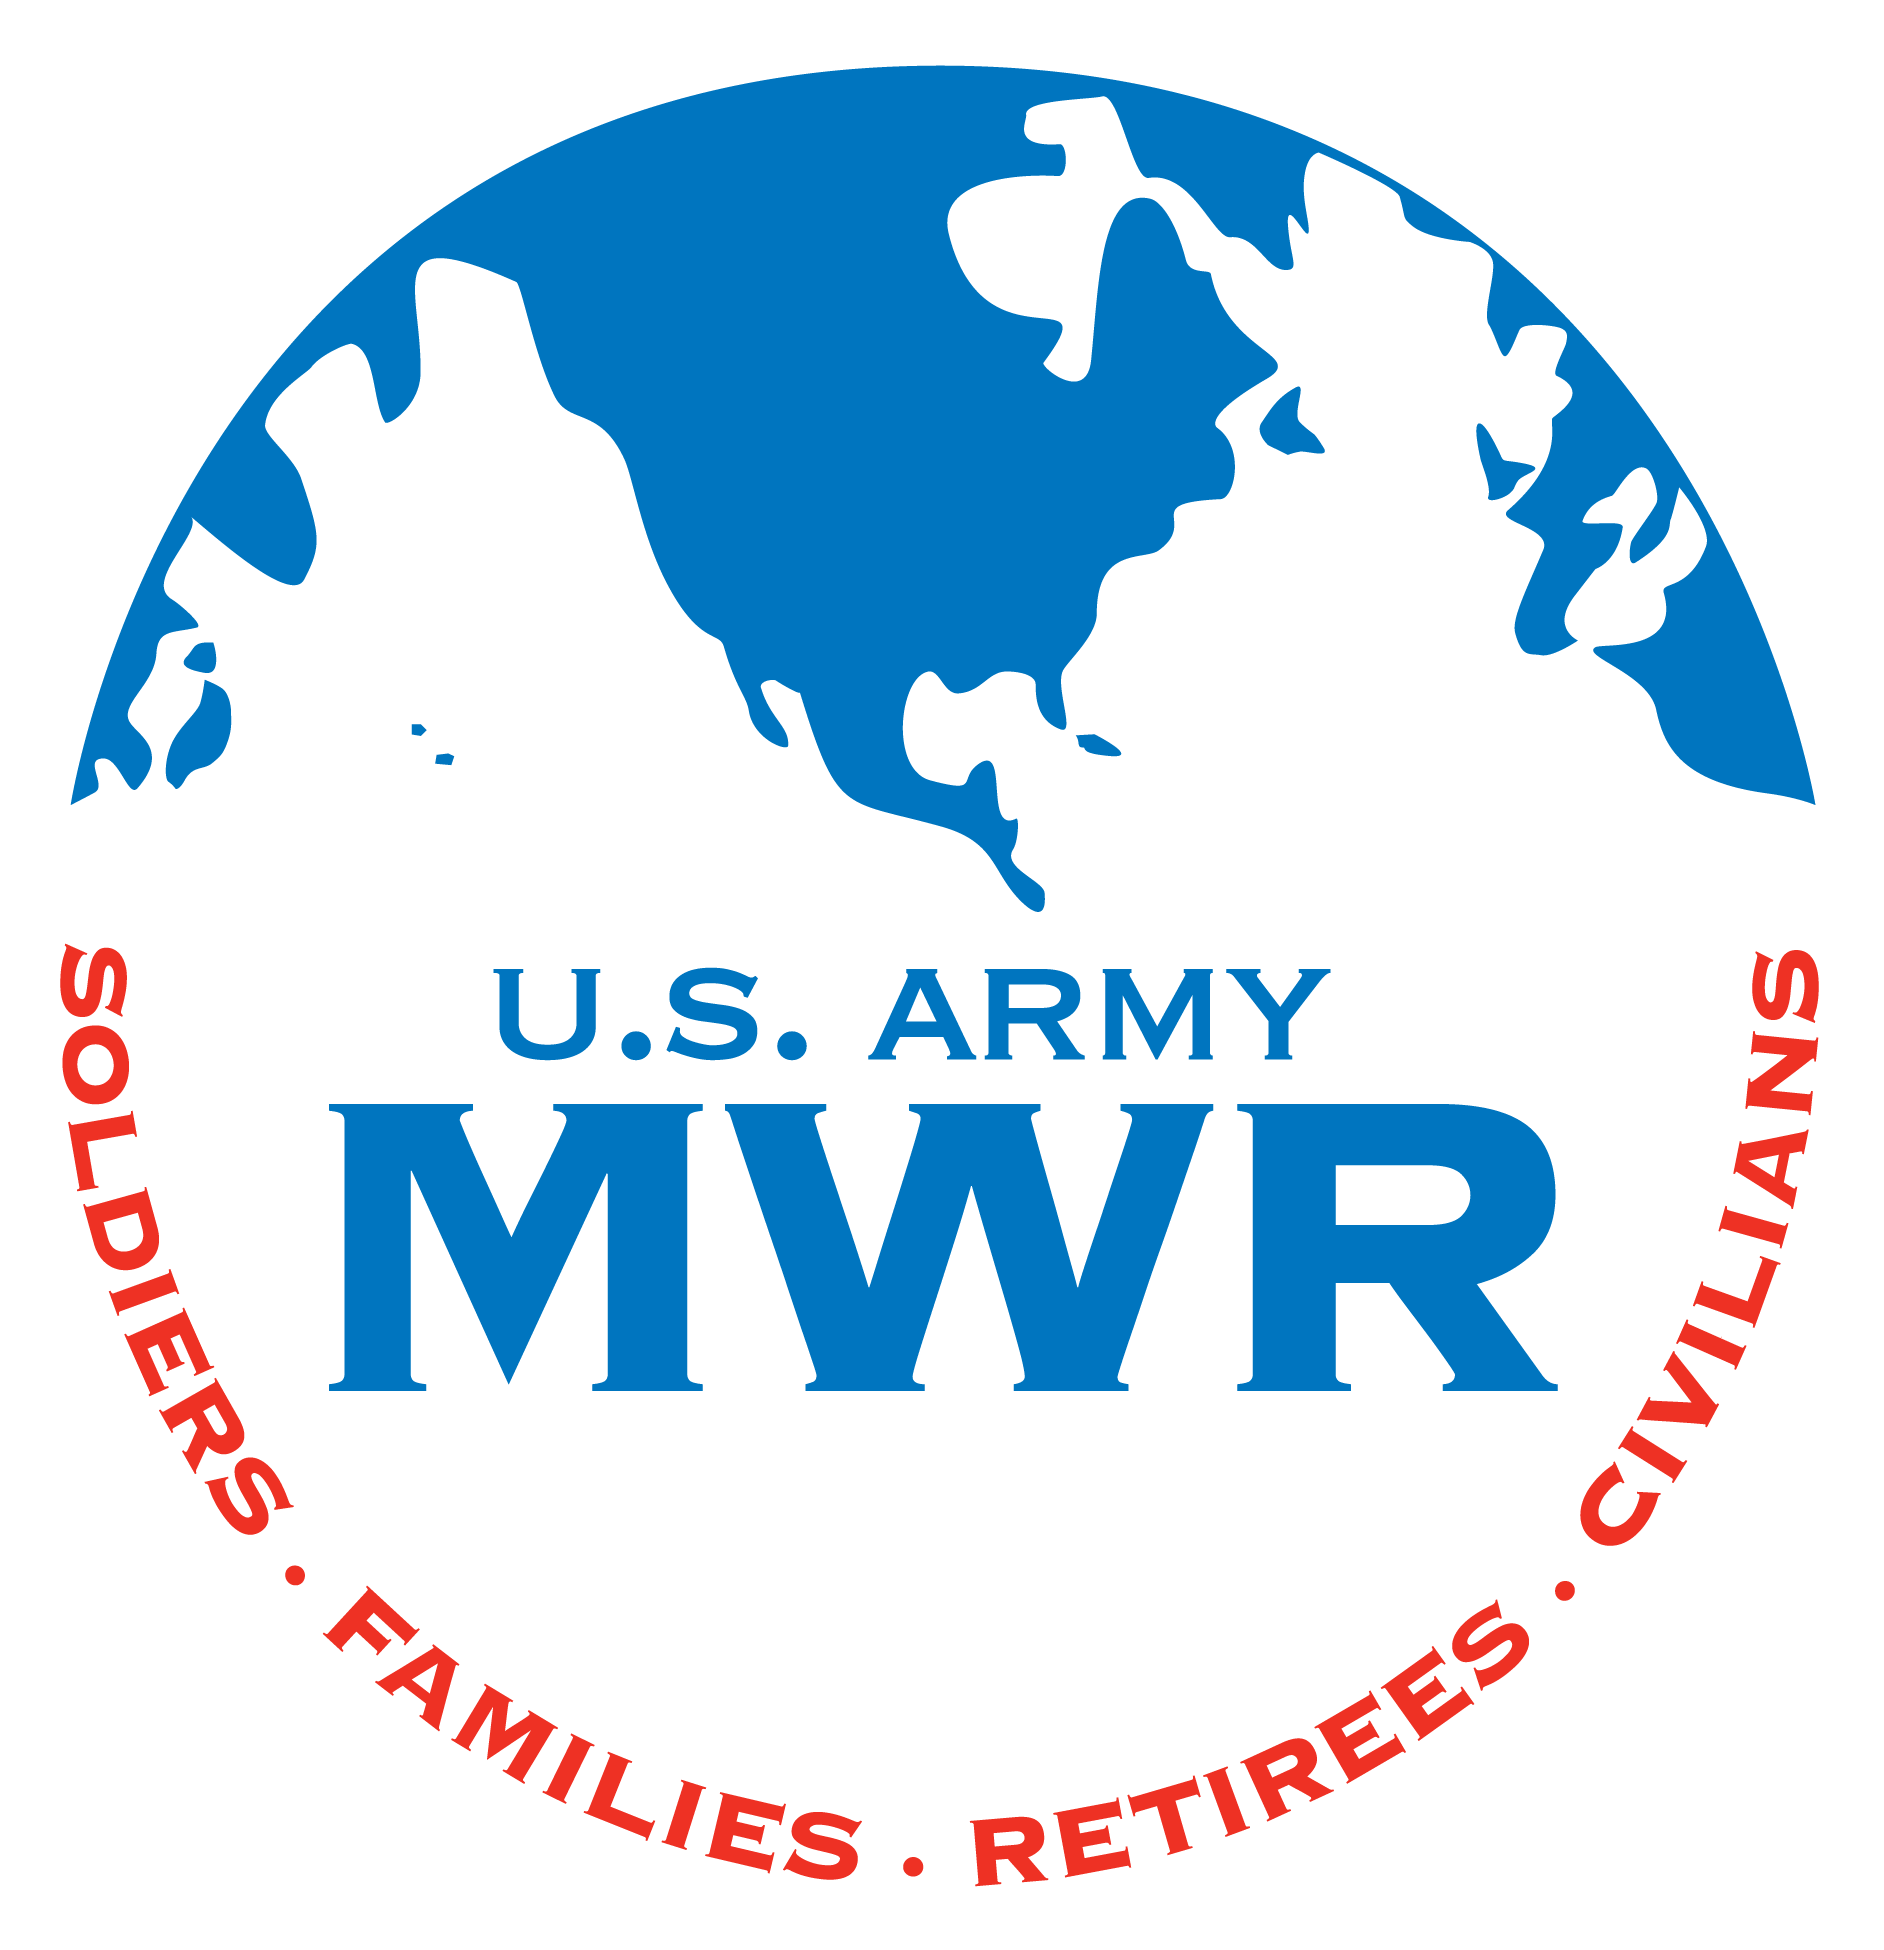 U.S. ARMY
MWR
SOLDIERS · FAMILIES · RETIREES · CIVILIANS